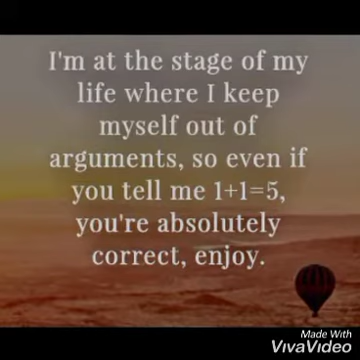 I'm at the stage of my
life where I keep
myself out of
arguments, so even if
you tell me 1+1=5,
you're absolutely
correct, enjoy.
Made With
VivaVideo